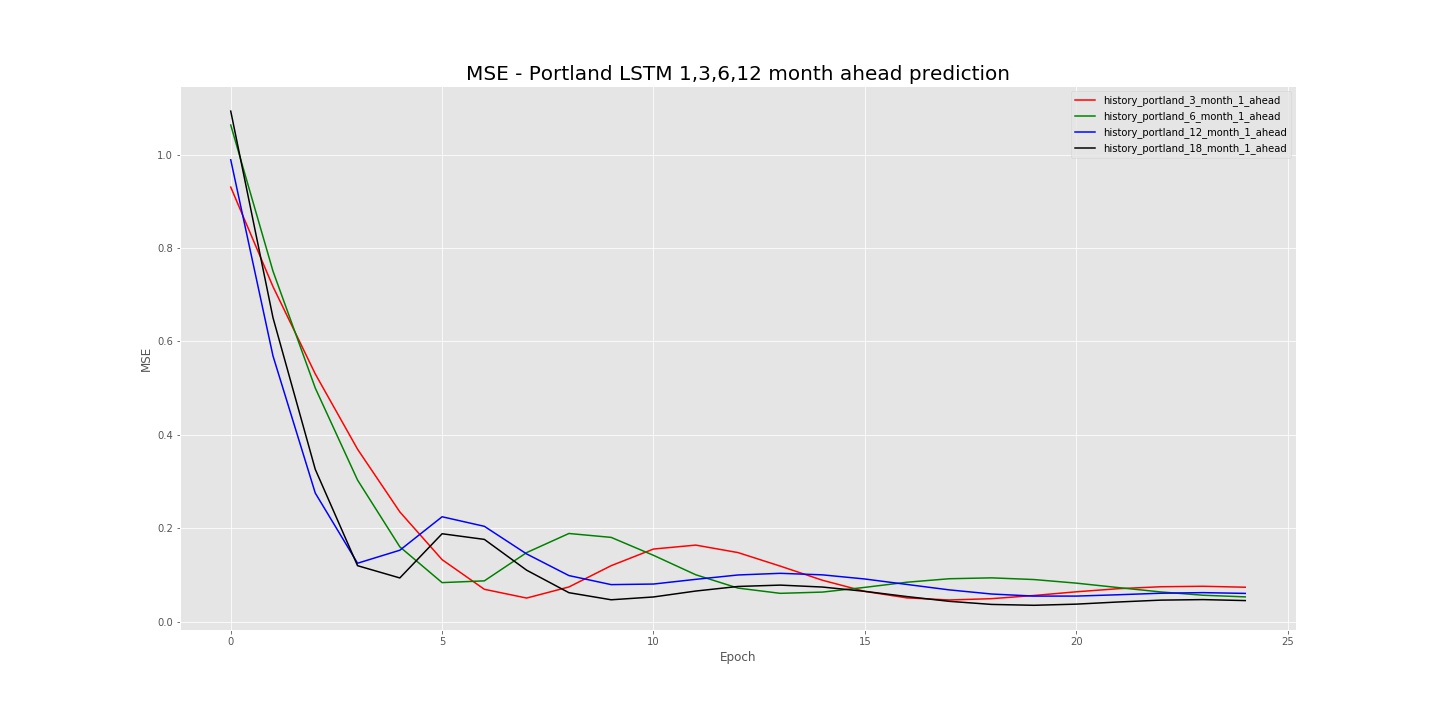 MSE - Portland LSTM 1,3,6,12 month ahead prediction
history_portland_3_month_1_ahead
history_portland_6_month_1_ahead
history_portland_12_month_1_ahead
history_portland_18_month_1_ahead
1.0
0.8
0.6
0.4
0.2
0.0
MSE
0 5 10 15 20 25
Epoch